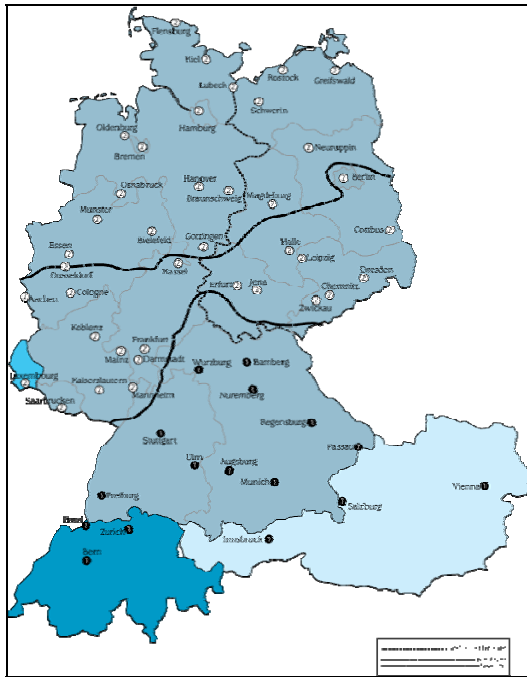 Flensburg
Kiel
Lubeck
Rostock
Greifswald
Schwerin
Hamburg
Oldenburg
Bremen
Neuruppin
Berlin
Osnabruck
Hanover
Braunschweig
Magdeburg
Munster
Bielefeld
Gottingen
Cottbus
Essen
Dusseldorf
Kassel
Halle
Leipzig
Dresden
Aachen
Cologne
Erfurt
Jena
Chemnitz
Zwickau
Koblenz
Frankfurt
Mainz
Darmstadt
Wurzburg
Bamberg
Luxembourg
Kaiserslautern
Mannheim
Nuremberg
Saarbrucken
Regensburg
Stuttgart
Passau
Ulm
Augsburg
Munich
Vienna
Freiburg
Salzburg
Basel
Zurich
Innsbruck
Bern